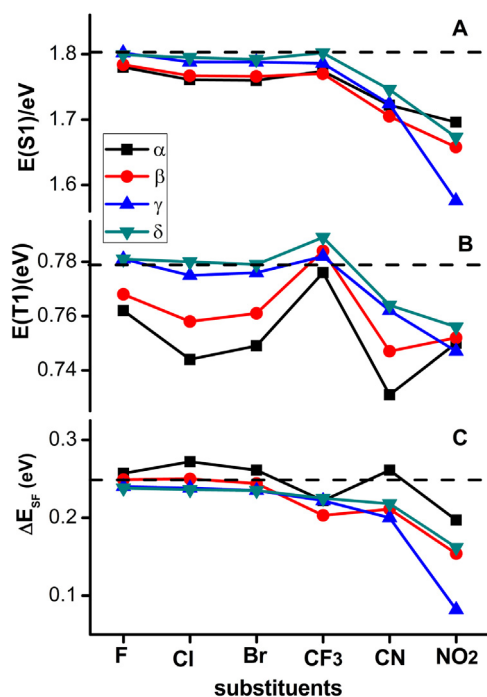 A
1.8
1.7
1.6
E(S1)/eV
α
β
γ
δ
B
0.78
0.76
0.74
E(T1)(eV)
C
0.3
0.2
0.1
ΔE_SF (eV)
F Cl Br CF3 CN NO2
substituents